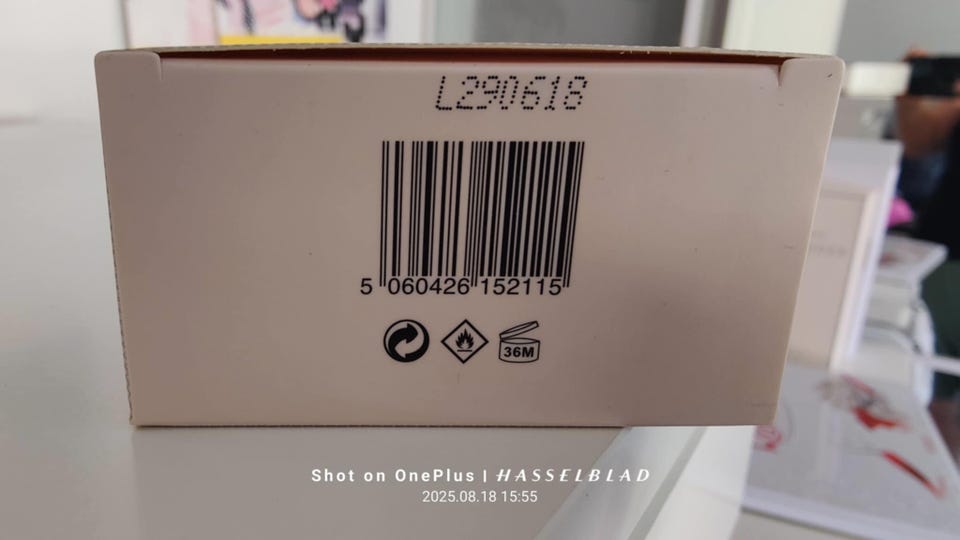 L290618
5 060426 152115
36M
Shot on OnePlus | HASSELBLAD
2025.08.18 15:55